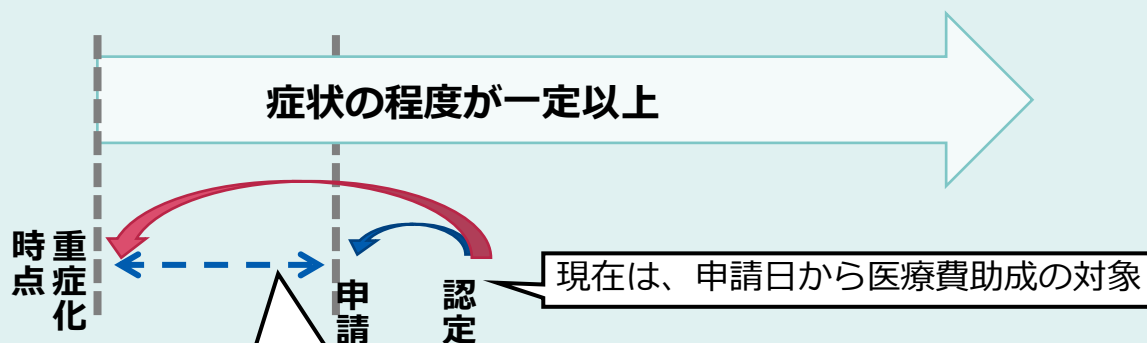 症状の程度が一定以上
重症化
時点
申請
認定
現在は、申請日から医療費助成の対象